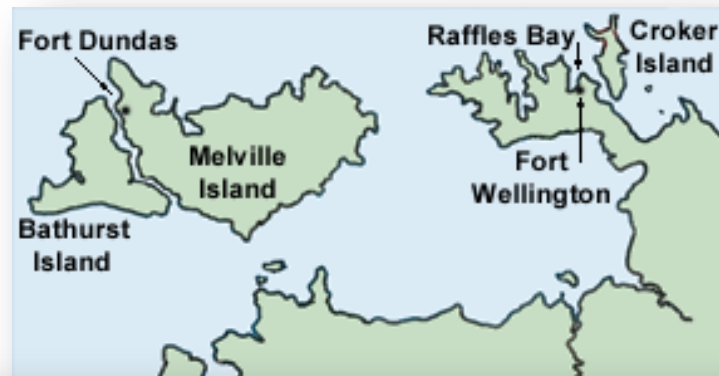 Fort Dundas
Raffles Bay
Croker
Island
Melville
Island
Fort
Wellington
Bathurst
Island